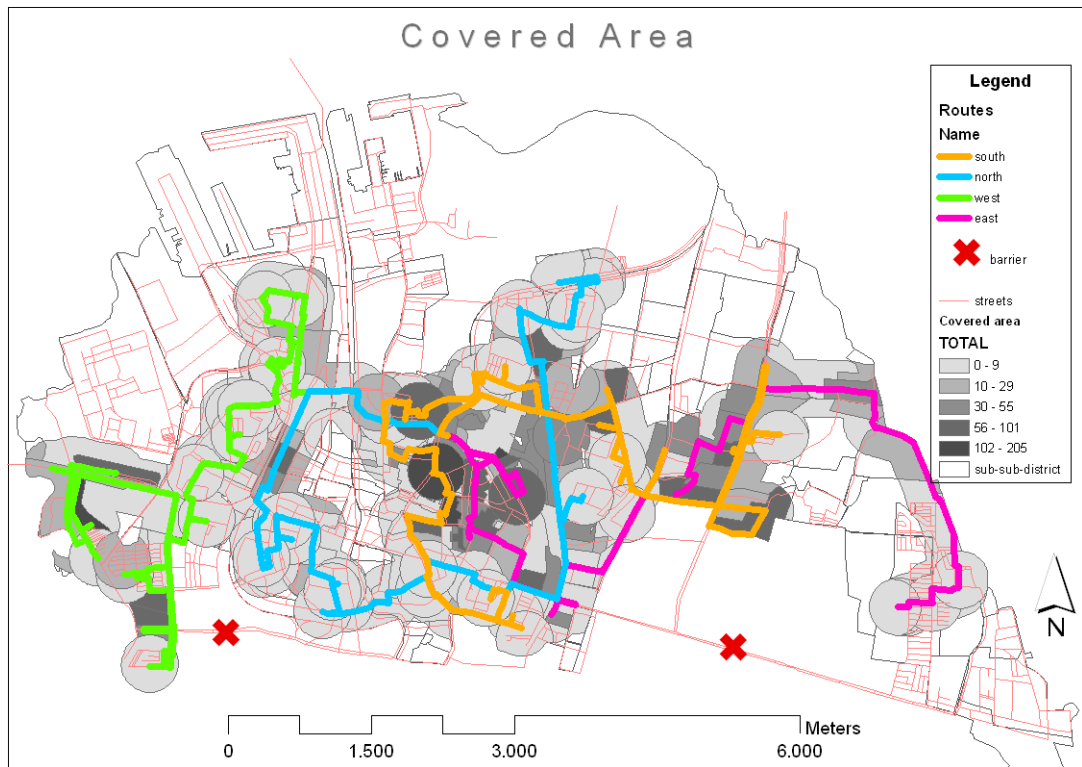 Covered Area
Legend
Routes
Name
south
north
west
east
barrier
streets
Covered area
TOTAL
0 - 9
10 - 29
30 - 55
56 - 101
102 - 205
sub-sub-district
N
Meters
0 1.500 3.000 6.000